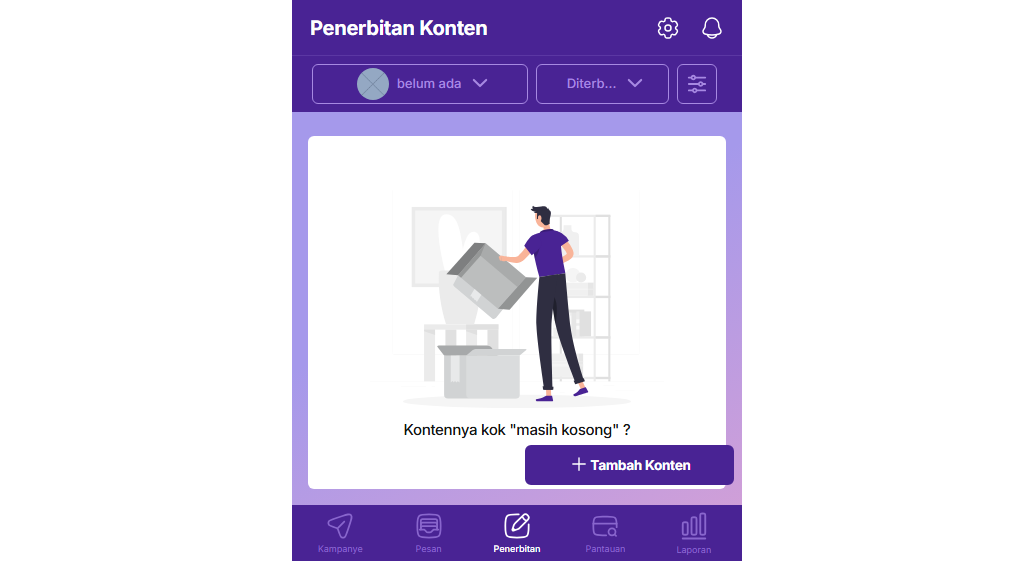 Penerbitan Konten
belum ada
Diterb...
Kontennya kok "masih kosong" ?
Tambah Konten
Kampanye
Pesan
Penerbitan
Pantauan
Laporan